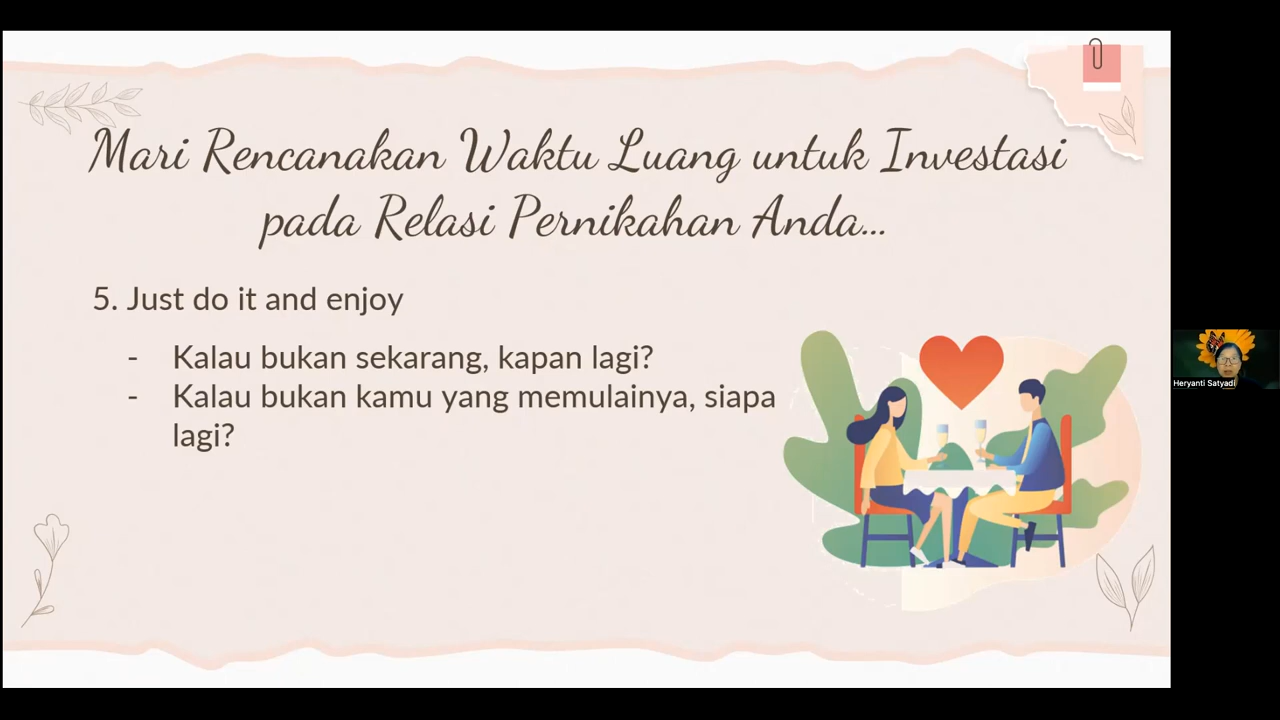 Mari Rencanakan Waktu Luang untuk Investasi
pada Relasi Pernikahan Anda...
5. Just do it and enjoy
- Kalau bukan sekarang, kapan lagi?
- Kalau bukan kamu yang memulainya, siapa
lagi?
Heryanti Satyadi